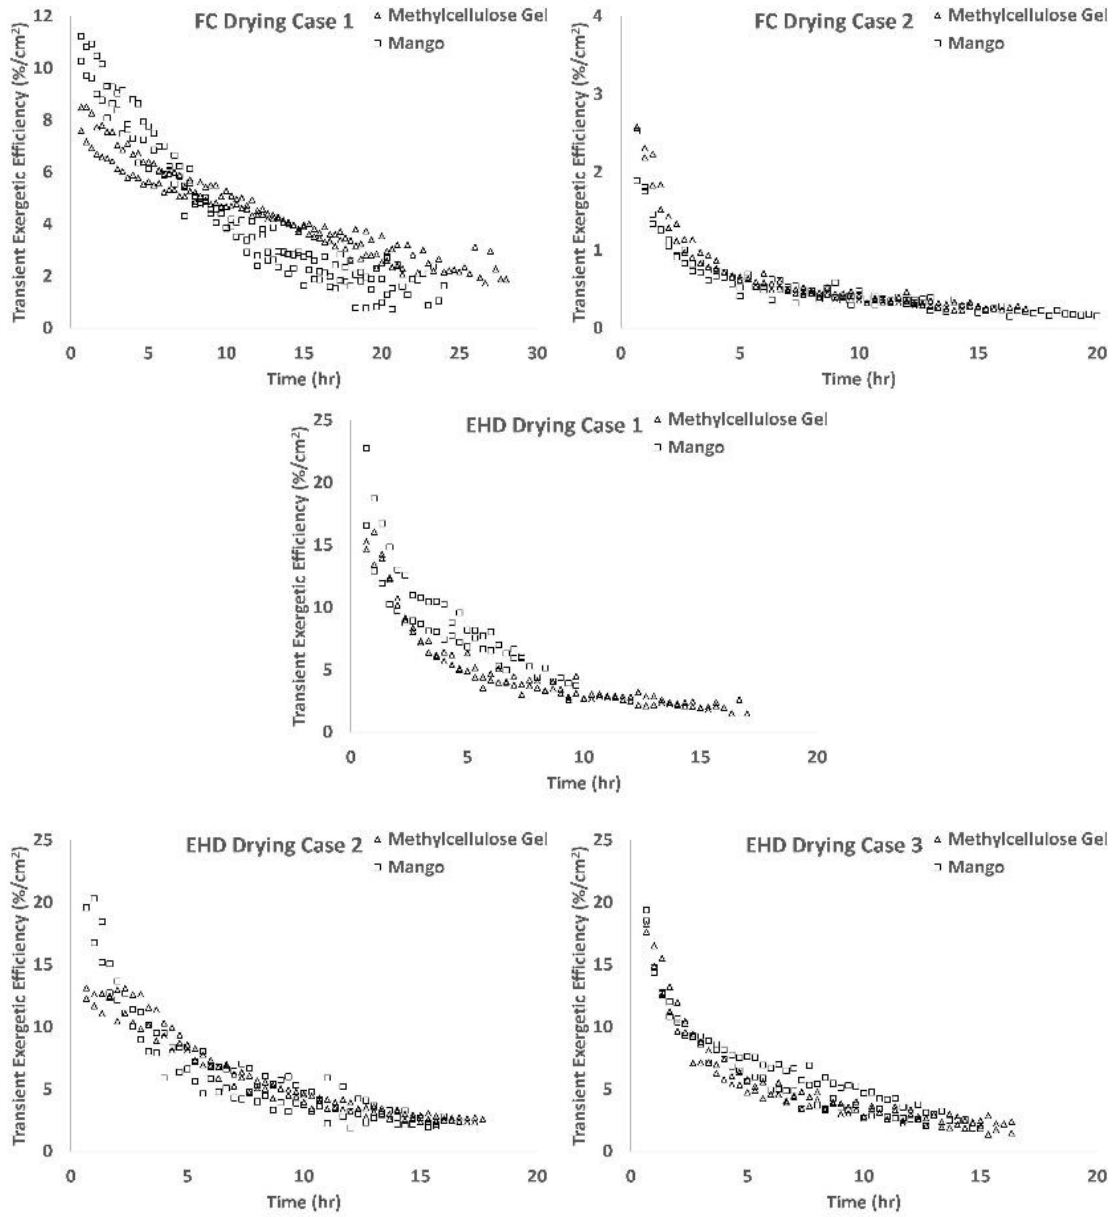 FC Drying Case 1
△ Methylcellulose Gel
□ Mango
Transient Exergetic Efficiency (%/cm²)
12
10
8
6
4
2
0
0 5 10 15 20 25 30
Time (hr)
FC Drying Case 2
△ Methylcellulose Gel
□ Mango
Transient Exergetic Efficiency (%/cm²)
4
3
2
1
0
0 5 10 15 20
Time (hr)
EHD Drying Case 1
△ Methylcellulose Gel
□ Mango
Transient Exergetic Efficiency (%/cm²)
25
20
15
10
5
0
0 5 10 15 20
Time (hr)
EHD Drying Case 2
△ Methylcellulose Gel
□ Mango
Transient Exergetic Efficiency (%/cm²)
25
20
15
10
5
0
0 5 10 15 20
Time (hr)
EHD Drying Case 3
△ Methylcellulose Gel
□ Mango
Transient Exergetic Efficiency (%/cm²)
25
20
15
10
5
0
0 5 10 15 20
Time (hr)